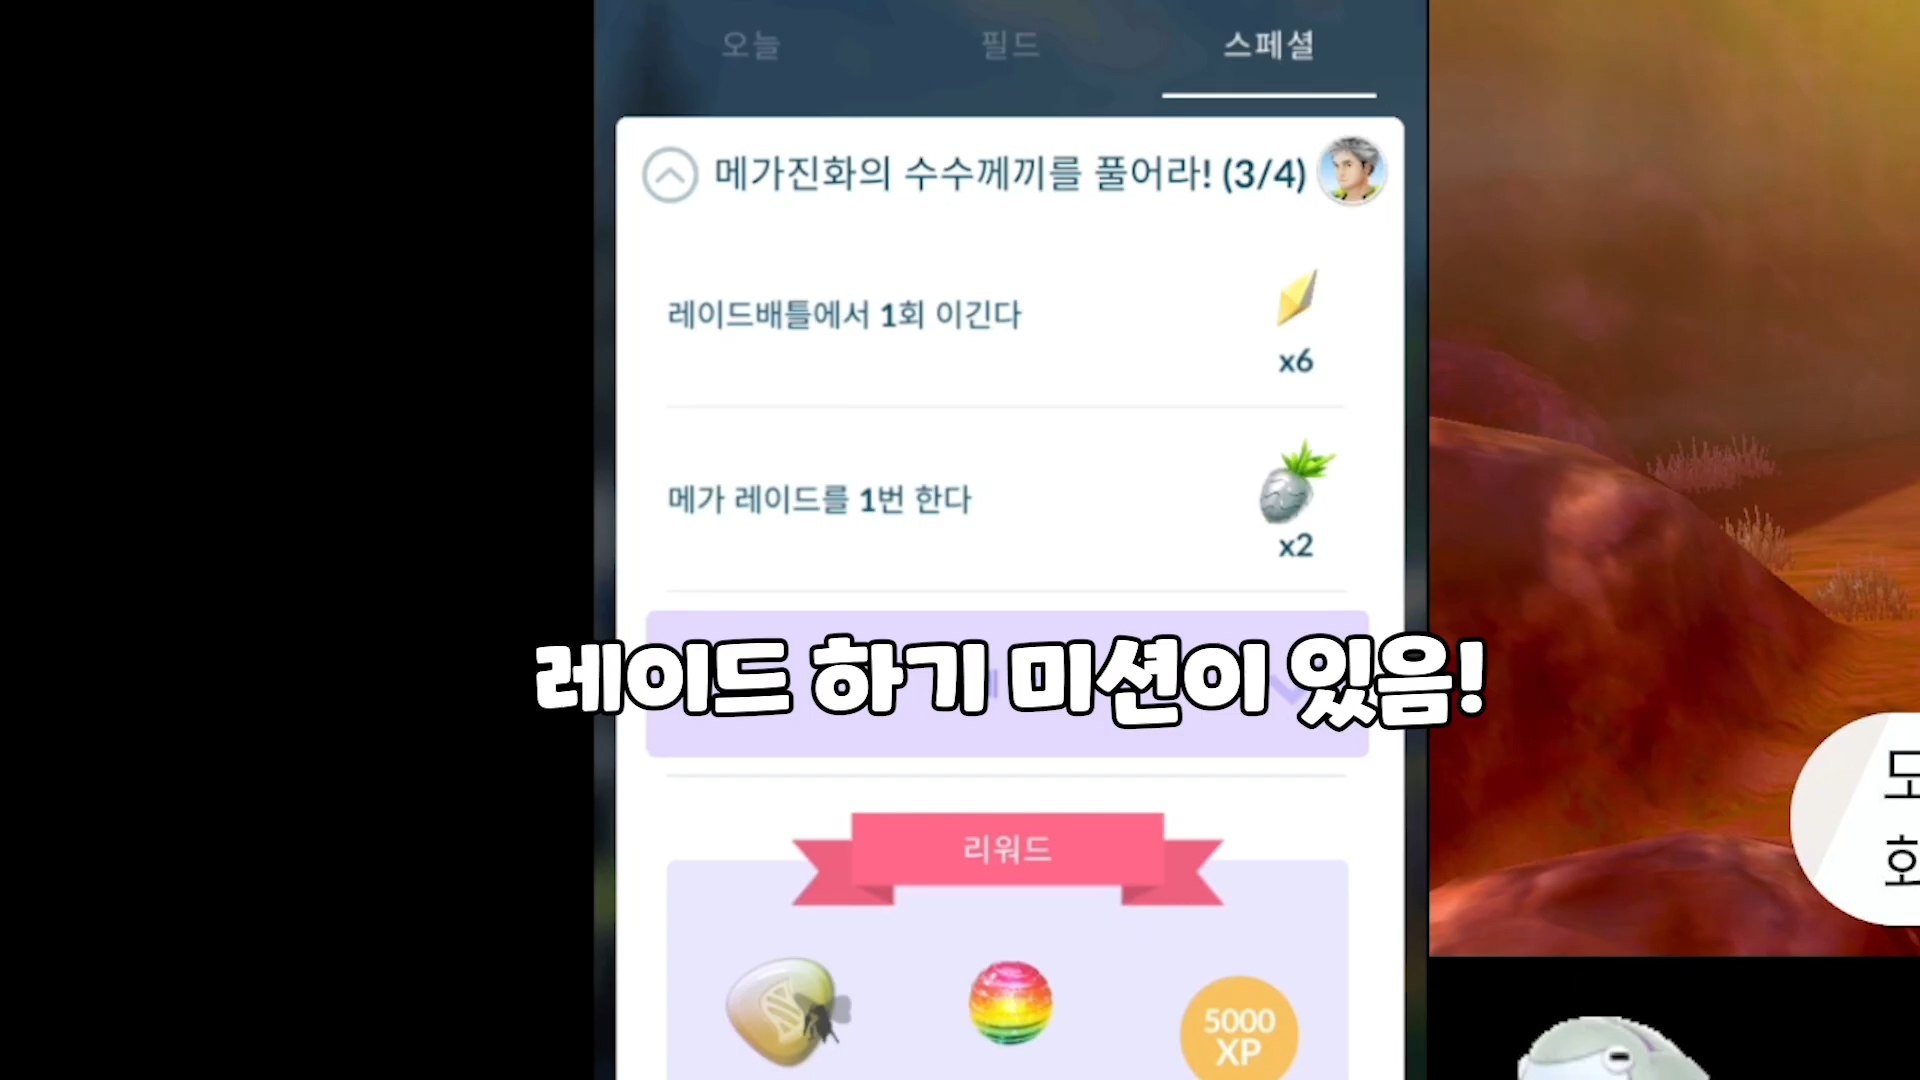 오늘
필드
스페셜
메가진화의 수수께끼를 풀어라! (3/4)
레이드배틀에서 1회 이긴다
x6
메가 레이드를 1번 한다
x2
레이드 하기 미션이 있음!
리워드
5000
XP